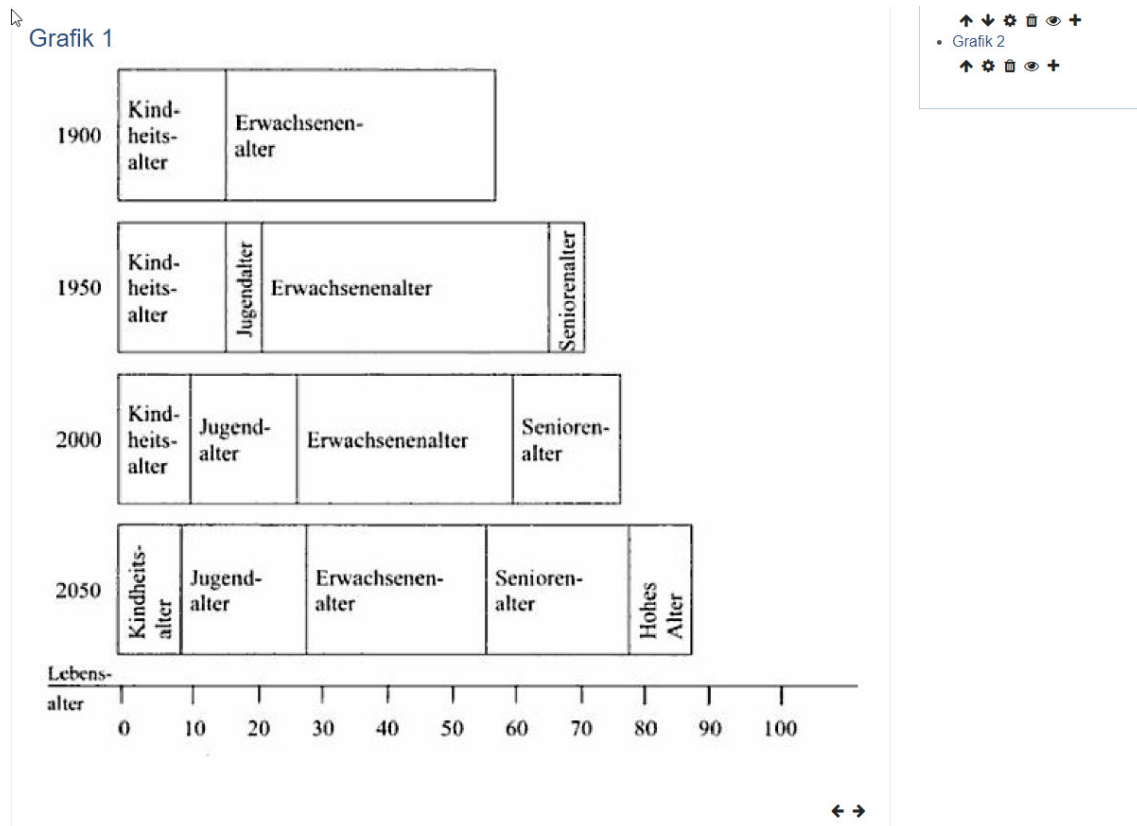 Grafik 1
Grafik 2
1900
Kind-
heits-
alter
Erwachsenen-
alter
1950
Kind-
heits-
alter
Jugendalter
Erwachsenenalter
Seniorenalter
2000
Kind-
heits-
alter
Jugend-
alter
Erwachsenenalter
Senioren-
alter
2050
Kindheits-
alter
Jugend-
alter
Erwachsenen-
alter
Senioren-
alter
Hohes
Alter
Lebens-
alter
0 10 20 30 40 50 60 70 80 90 100